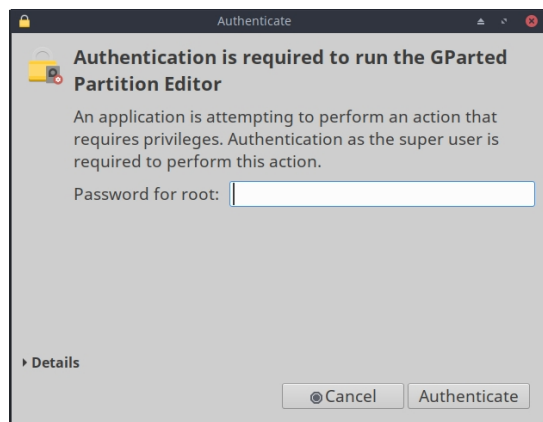 Authenticate
Authentication is required to run the GParted
Partition Editor
An application is attempting to perform an action that
requires privileges. Authentication as the super user is
required to perform this action.
Password for root:
Details
Cancel Authenticate